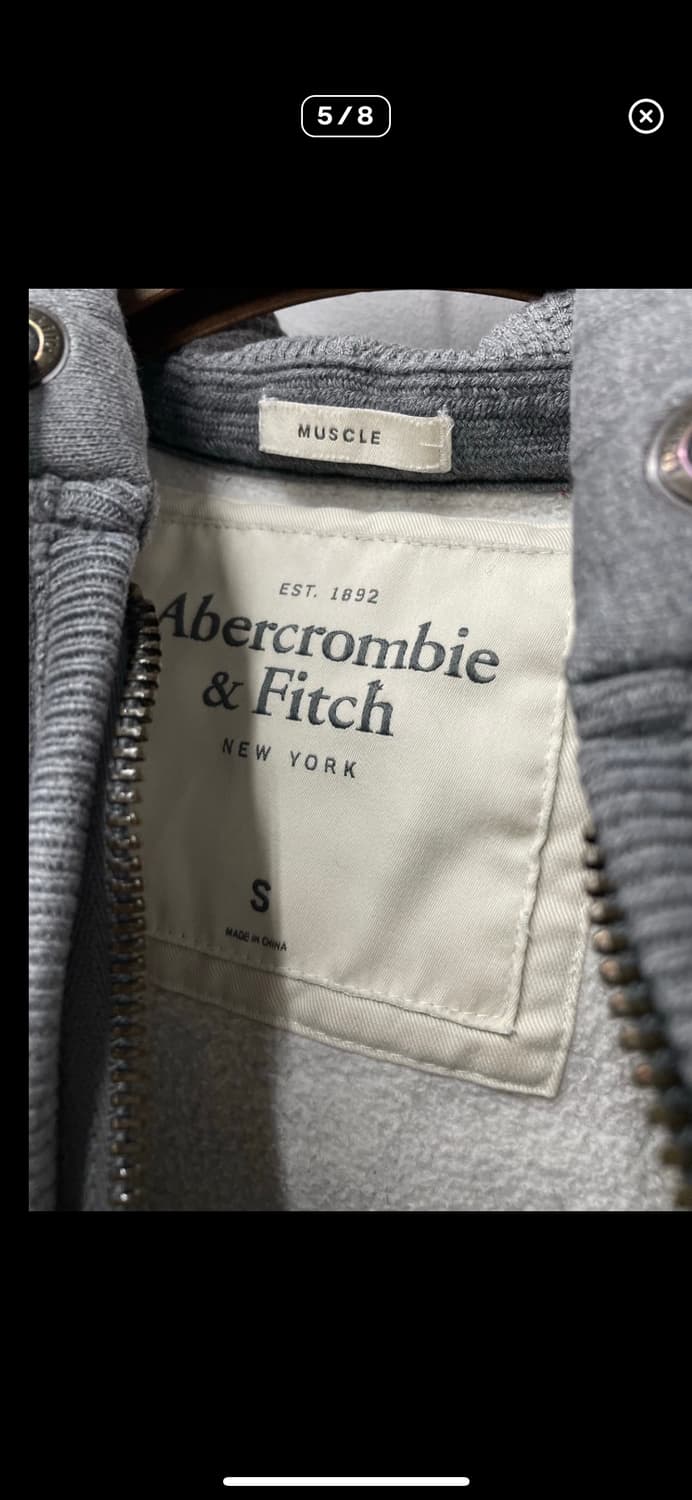 5/8
MUSCLE
EST. 1892
Abercrombie
& Fitch
NEW YORK
S
MADE IN CHINA